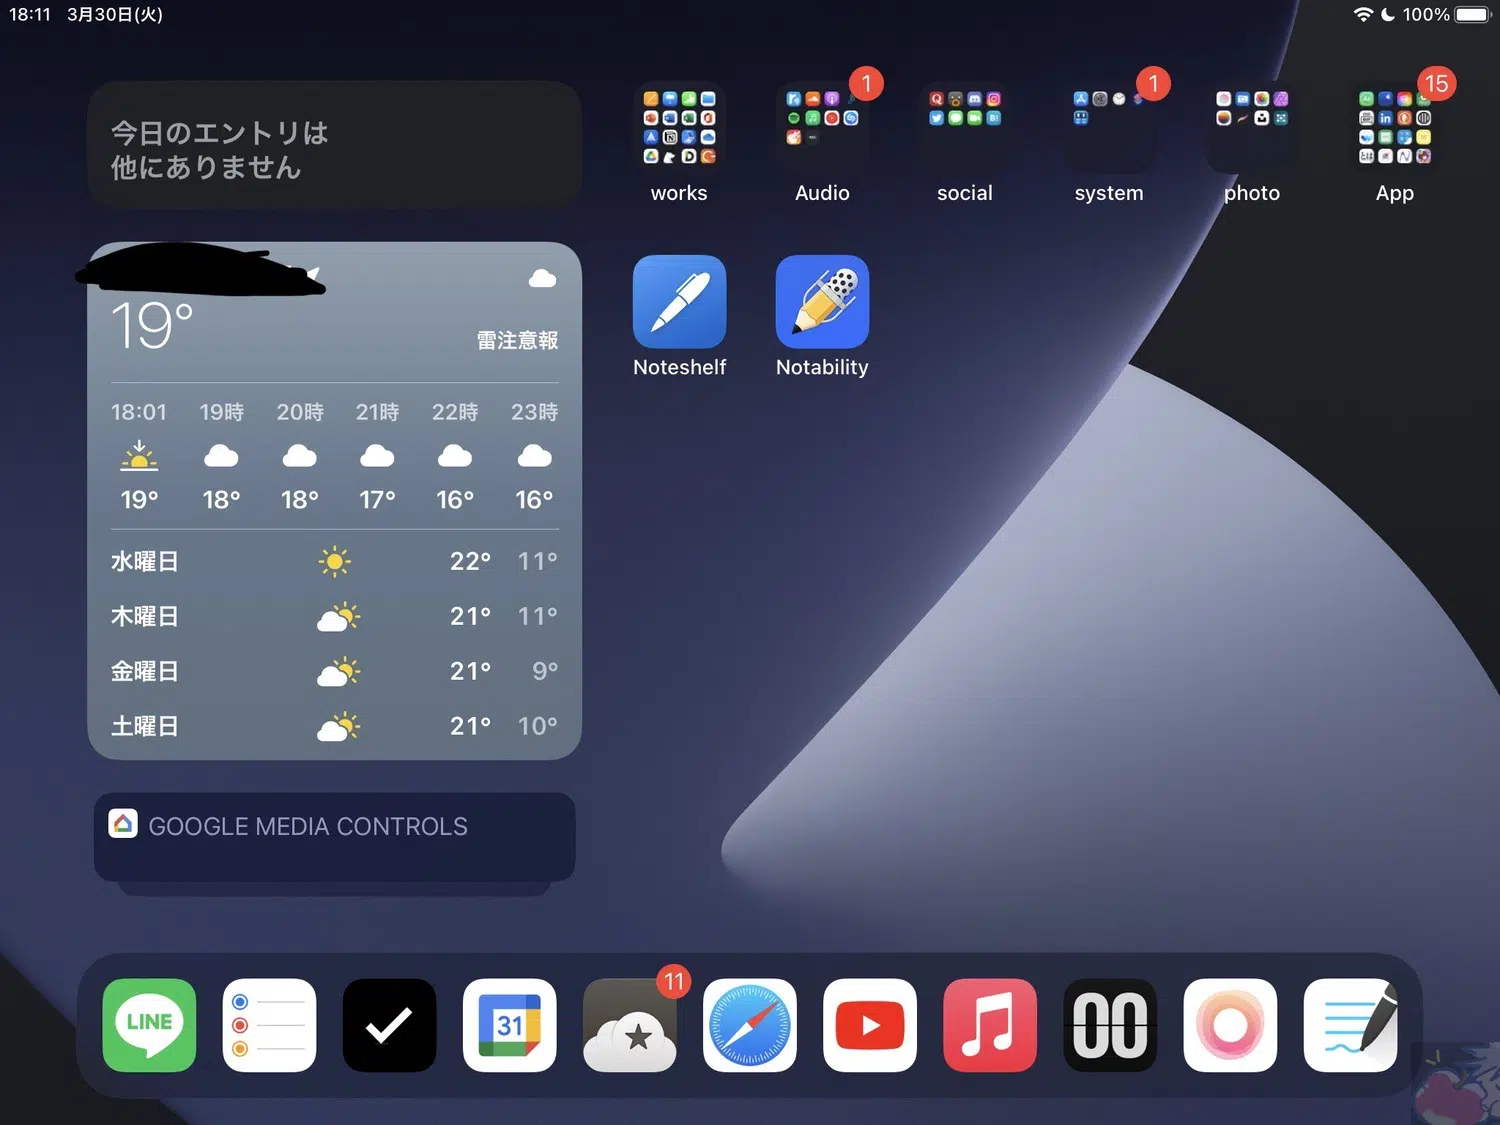 18:11 3月30日(火)
100%
今日のエントリは
他にありません
19°
雷注意報
18:01 19時 20時 21時 22時 23時
19° 18° 18° 17° 16° 16°
水曜日 22° 11°
木曜日 21° 11°
金曜日 21° 9°
土曜日 21° 10°
GOOGLE MEDIA CONTROLS
1
1
15
works Audio social system photo App
Noteshelf Notability
11
LINE
31
00